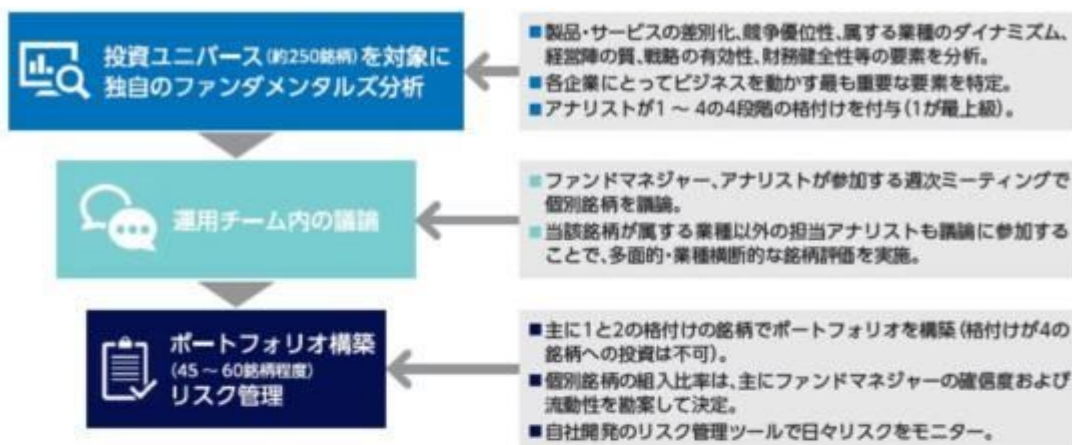 投資ユニバース(約250銘柄)を対象に
独自のファンダメンタルズ分析
■製品・サービスの差別化、競争優位性、属する業種のダイナミズム、
経営陣の質、戦略の有効性、財務健全性等の要素を分析。
■各企業にとってビジネスを動かす最も重要な要素を特定。
■アナリストが1～4の4段階の格付けを付与(1が最上級)。
運用チーム内の議論
■ファンドマネジャー、アナリストが参加する週次ミーティングで
個別銘柄を議論。
■当該銘柄が属する業種以外の担当アナリストも議論に参加する
ことで、多面的・業種横断的な銘柄評価を実施。
ポートフォリオ構築
(45～60銘柄程度)
リスク管理
■主に1と2の格付けの銘柄でポートフォリオを構築(格付けが4の
銘柄への投資は不可)。
■個別銘柄の組入比率は、主にファンドマネジャーの確信度および
流動性を勘案して決定。
■自社開発のリスク管理ツールで日々リスクをモニター。